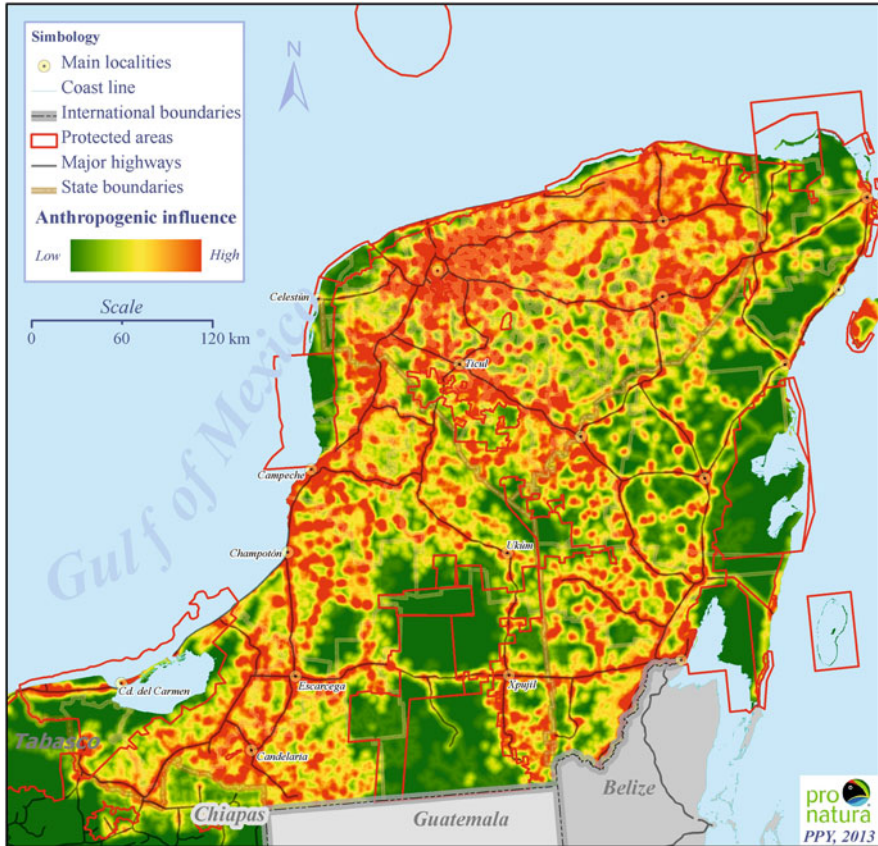 Simbology
Main localities
Coast line
International boundaries
Protected areas
Major highways
State boundaries
Anthropogenic influence
Low
High
Scale
0 60 120 km
N
Celestún
Gulf of Mexico
Ticul
Campeche
Champotón
Ukúm
Escarcega
Xpujil
Cd. del Carmen
Tabasco
Candelaria
Chiapas
Guatemala
Belize
pro
natura
PPY, 2013